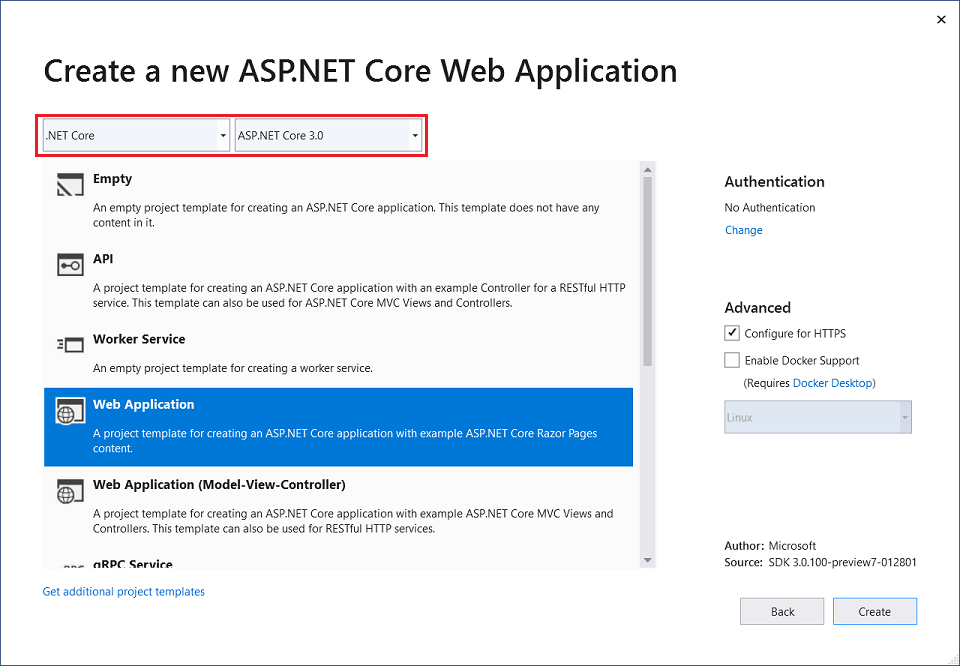 Create a new ASP.NET Core Web Application
.NET Core
ASP.NET Core 3.0
Empty
An empty project template for creating an ASP.NET Core application. This template does not have any
content in it.
API
A project template for creating an ASP.NET Core application with an example Controller for a RESTful HTTP
service. This template can also be used for ASP.NET Core MVC Views and Controllers.
Worker Service
An empty project template for creating a worker service.
Web Application
A project template for creating an ASP.NET Core application with example ASP.NET Core Razor Pages
content.
Web Application (Model-View-Controller)
A project template for creating an ASP.NET Core application with example ASP.NET Core MVC Views and
Controllers. This template can also be used for RESTful HTTP services.
gRPC Service
Get additional project templates
Authentication
No Authentication
Change
Advanced
Configure for HTTPS
Enable Docker Support
(Requires Docker Desktop)
Linux
Author: Microsoft
Source: SDK 3.0.100-preview7-012801
Back
Create